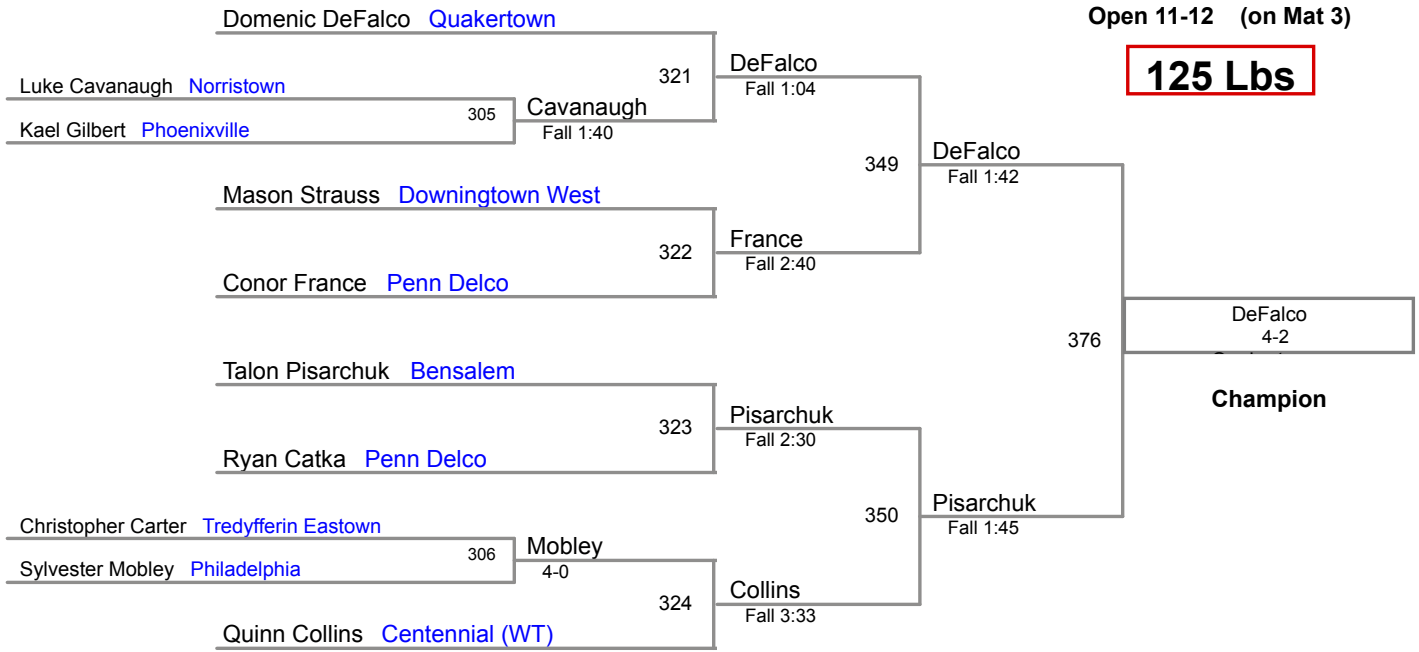 Domenic DeFalco Quakertown
Open 11-12 (on Mat 3)
125 Lbs
321
DeFalco
Fall 1:04
Luke Cavanaugh Norristown
305
Cavanaugh
Fall 1:40
Kael Gilbert Phoenixville
349
DeFalco
Fall 1:42
Mason Strauss Downingtown West
322
France
Fall 2:40
Conor France Penn Delco
376
DeFalco
4-2
Champion
Talon Pisarchuk Bensalem
323
Pisarchuk
Fall 2:30
Ryan Catka Penn Delco
350
Pisarchuk
Fall 1:45
Christopher Carter Tredyfferin Eastown
306
Mobley
4-0
Sylvester Mobley Philadelphia
324
Collins
Fall 3:33
Quinn Collins Centennial (WT)